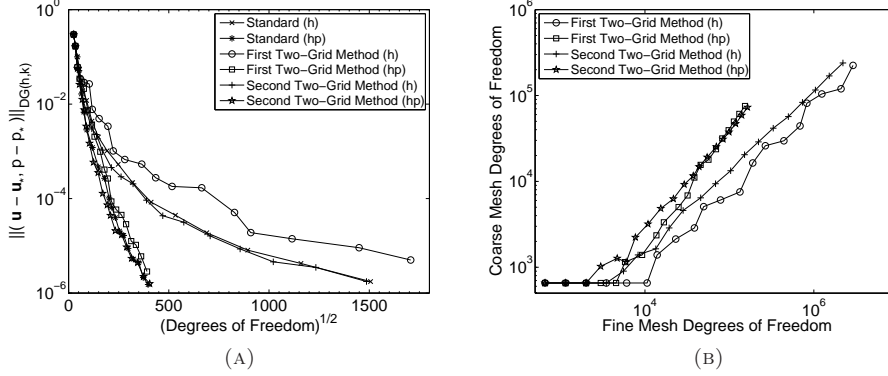 10^0
10^−2
10^−4
10^−6
||(u − u*, p − p* )||DG(h,k)
Standard (h)
Standard (hp)
First Two−Grid Method (h)
First Two−Grid Method (hp)
Second Two−Grid Method (h)
Second Two−Grid Method (hp)
0 500 1000 1500
(Degrees of Freedom)^1/2
(A)
10^6
10^5
10^4
10^3
Coarse Mesh Degrees of Freedom
First Two−Grid Method (h)
First Two−Grid Method (hp)
Second Two−Grid Method (h)
Second Two−Grid Method (hp)
10^4 10^6
Fine Mesh Degrees of Freedom
(B)